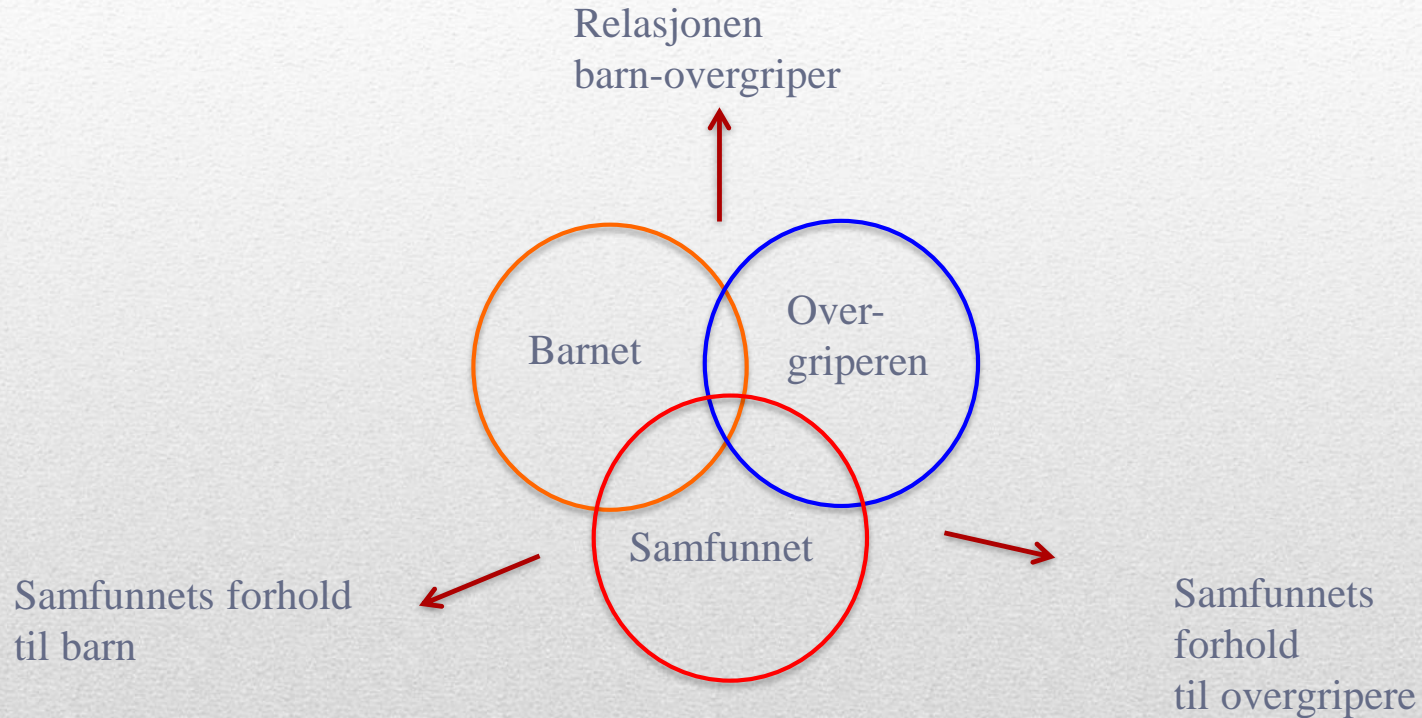 Relasjonen
barn-overgriper
Barnet
Over-
griperen
Samfunnet
Samfunnets forhold
til barn
Samfunnets
forhold
til overgripere